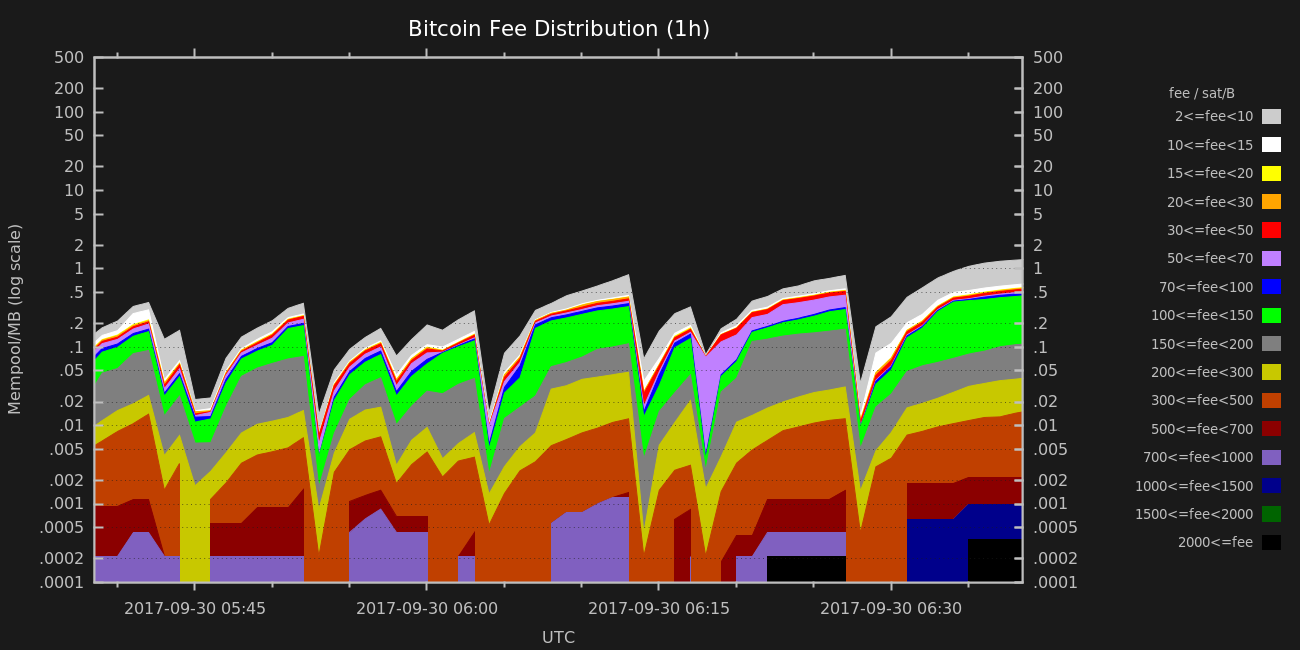 Bitcoin Fee Distribution (1h)
Mempool/MB (log scale)
500
200
100
50
20
10
5
2
1
.5
.2
.1
.05
.02
.01
.005
.002
.001
.0005
.0002
.0001
500
200
100
50
20
10
5
2
1
.5
.2
.1
.05
.02
.01
.005
.002
.001
.0005
.0002
.0001
2017-09-30 05:45
2017-09-30 06:00
2017-09-30 06:15
2017-09-30 06:30
UTC
fee / sat/B
2<=fee<10
10<=fee<15
15<=fee<20
20<=fee<30
30<=fee<50
50<=fee<70
70<=fee<100
100<=fee<150
150<=fee<200
200<=fee<300
300<=fee<500
500<=fee<700
700<=fee<1000
1000<=fee<1500
1500<=fee<2000
2000<=fee